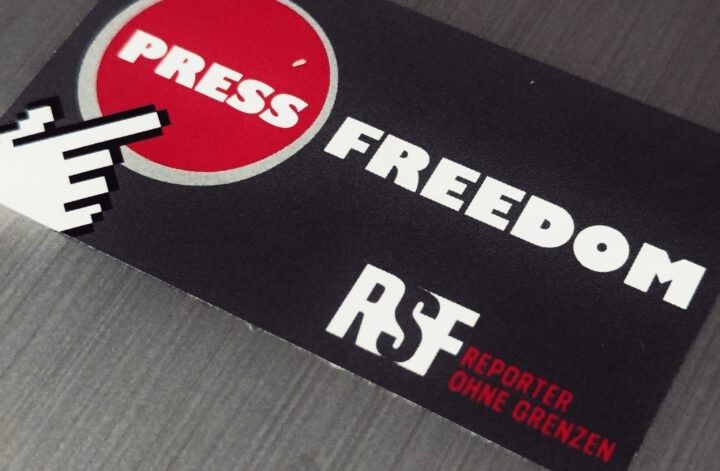 PRESS
FREEDOM
RSF
REPORTER
OHNE GRENZEN